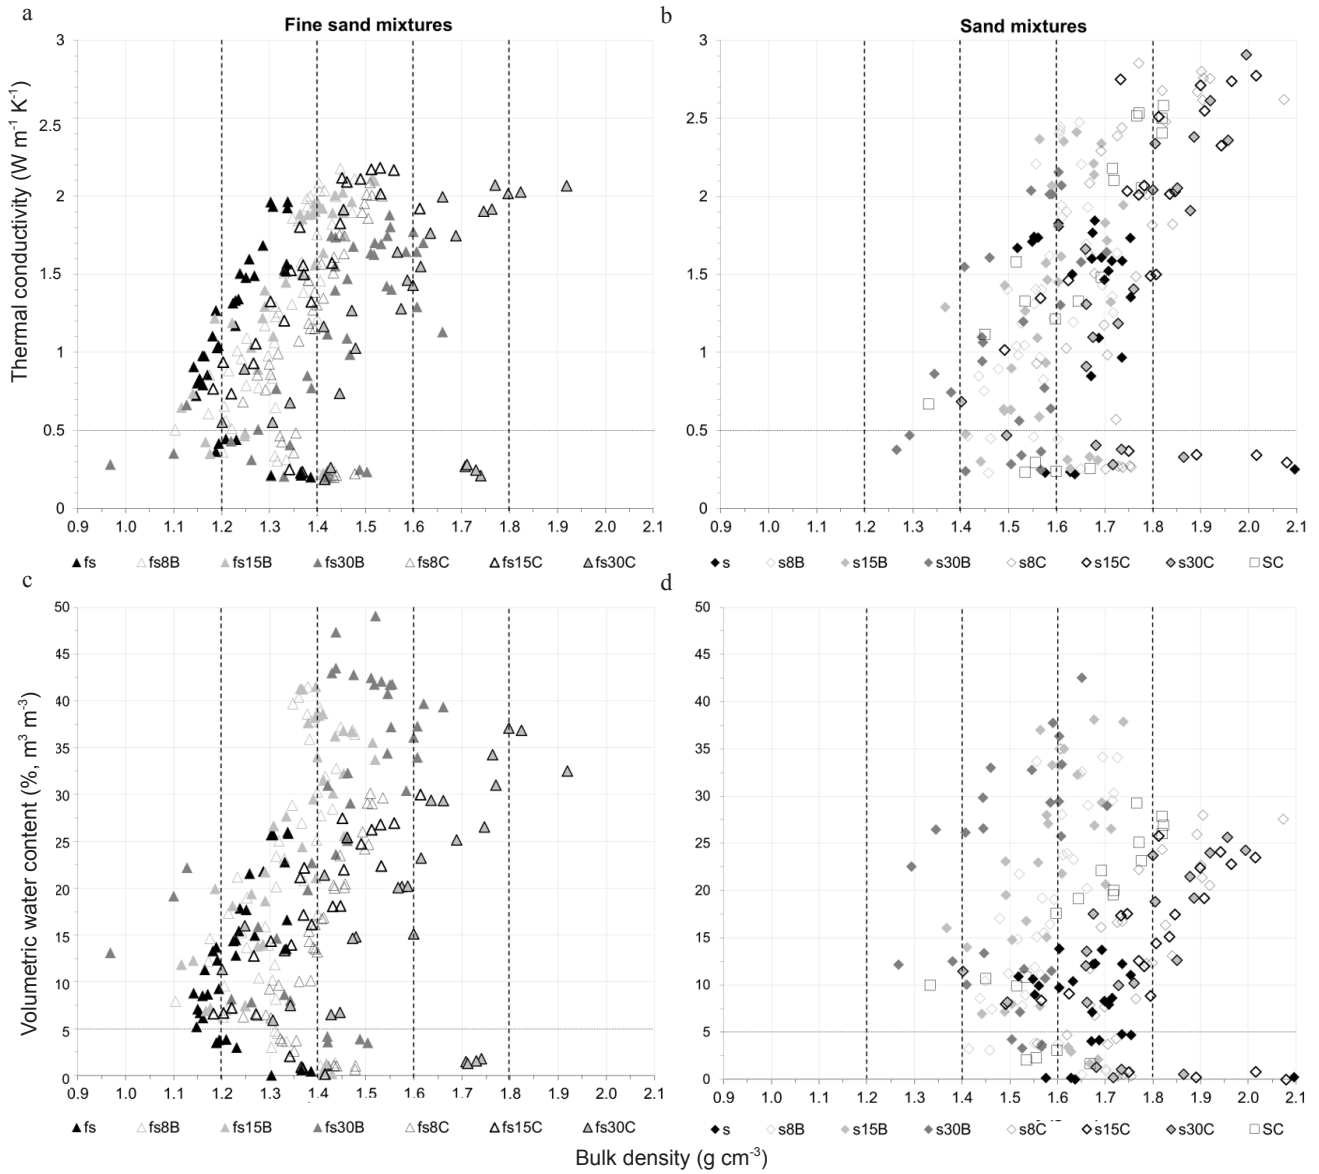 a
Fine sand mixtures
3
2.5
2
1.5
1
0.5
0
0.9 1.0 1.1 1.2 1.3 1.4 1.5 1.6 1.7 1.8 1.9 2.0 2.1
Thermal conductivity (W m⁻¹ K⁻¹)
fs fs8B fs15B fs30B fs8C fs15C fs30C
b
Sand mixtures
3
2.5
2
1.5
1
0.5
0
0.9 1.0 1.1 1.2 1.3 1.4 1.5 1.6 1.7 1.8 1.9 2.0 2.1
s s8B s15B s30B s8C s15C s30C SC
c
50
45
40
35
30
25
20
15
10
5
0
0.9 1.0 1.1 1.2 1.3 1.4 1.5 1.6 1.7 1.8 1.9 2.0 2.1
Volumetric water content (%, m³ m⁻³)
fs fs8B fs15B fs30B fs8C fs15C fs30C
d
50
45
40
35
30
25
20
15
10
5
0
0.9 1.0 1.1 1.2 1.3 1.4 1.5 1.6 1.7 1.8 1.9 2.0 2.1
s s8B s15B s30B s8C s15C s30C SC
Bulk density (g cm⁻³)